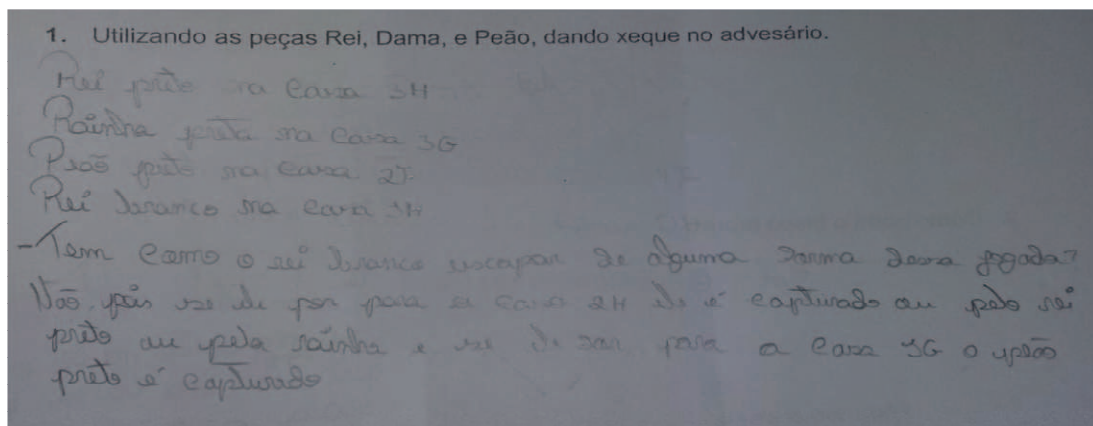 1. Utilizando as peças Rei, Dama, e Peão, dando xeque no advesário.
Rei preto na Casa 3H
Rainha preta na Casa 3G
Peão preto na Casa
Rei branco na Casa
-Tem como o rei branco escapar de alguma forma dessa jogada?
Não, pois se ele for para a Casa 2H ele é capturado ou pelo rei
preto ou pela rainha e se ele for para a Casa o peão
preto é capturado